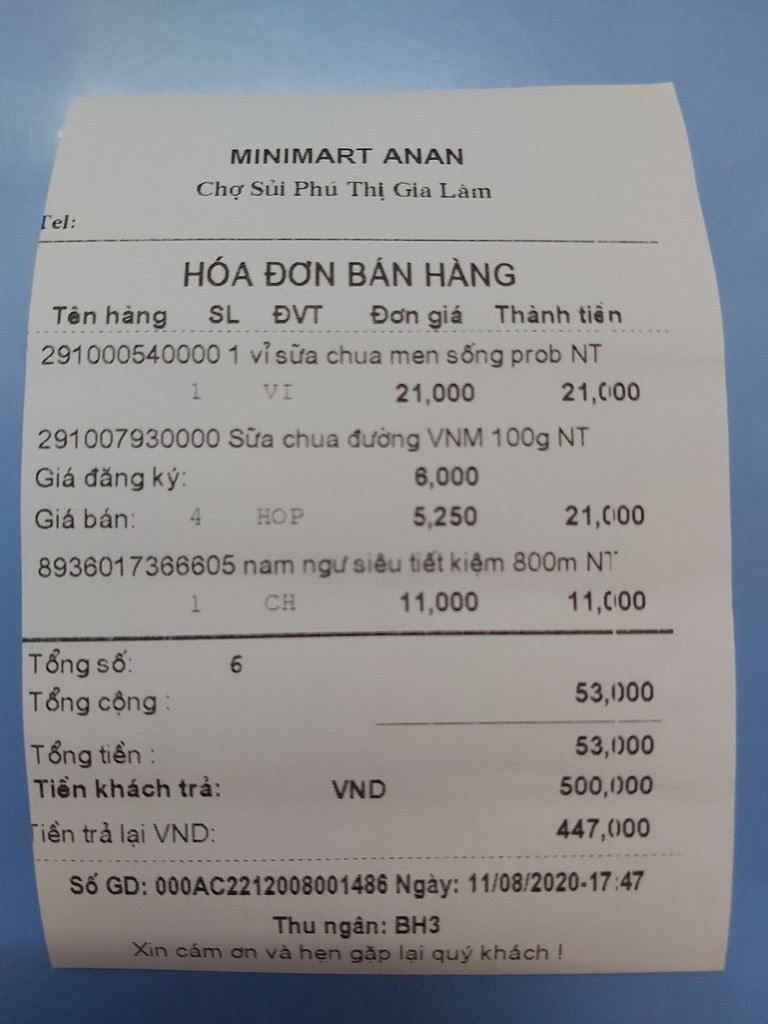 MINIMART ANAN
Chợ Sủi Phú Thị Gia Lâm
Tel:
HÓA ĐƠN BÁN HÀNG
Tên hàng SL ĐVT Đơn giá Thành tiền
291000540000 1 vỉ sữa chua men sống prob NT
1 VI 21,000 21,000
291007930000 Sữa chua đường VNM 100g NT
Giá đăng ký: 6,000
Giá bán: 4 HOP 5,250 21,000
8936017366605 nam ngư siêu tiết kiệm 800m NT
1 CH 11,000 11,000
Tổng số: 6
Tổng cộng : 53,000
Tổng tiền : 53,000
Tiền khách trả: VND 500,000
Tiền trả lại VND: 447,000
Số GD: 000AC2212008001486 Ngày: 11/08/2020-17:47
Thu ngân: BH3
Xin cám ơn và hẹn gặp lại quý khách !